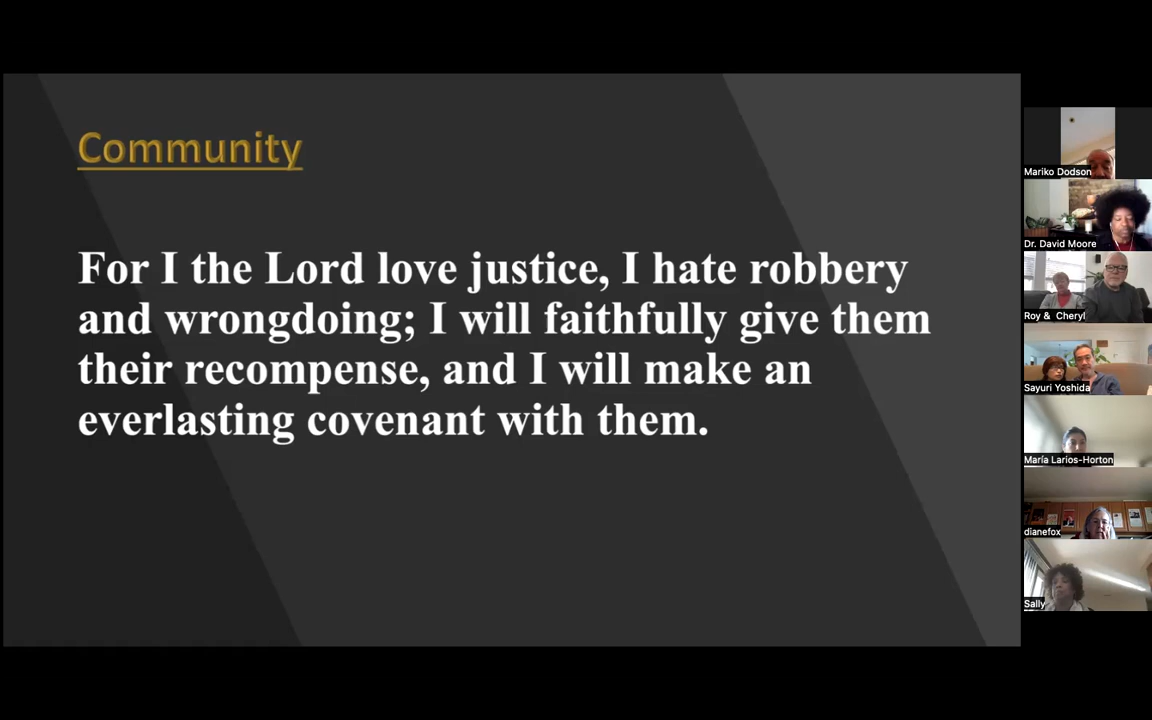 Community
For I the Lord love justice, I hate robbery
and wrongdoing; I will faithfully give them
their recompense, and I will make an
everlasting covenant with them.
Mariko Dodson
Dr. David Moore
Roy & Cheryl
Sayuri Yoshida
María Larios-Horton
dianefox
Sally